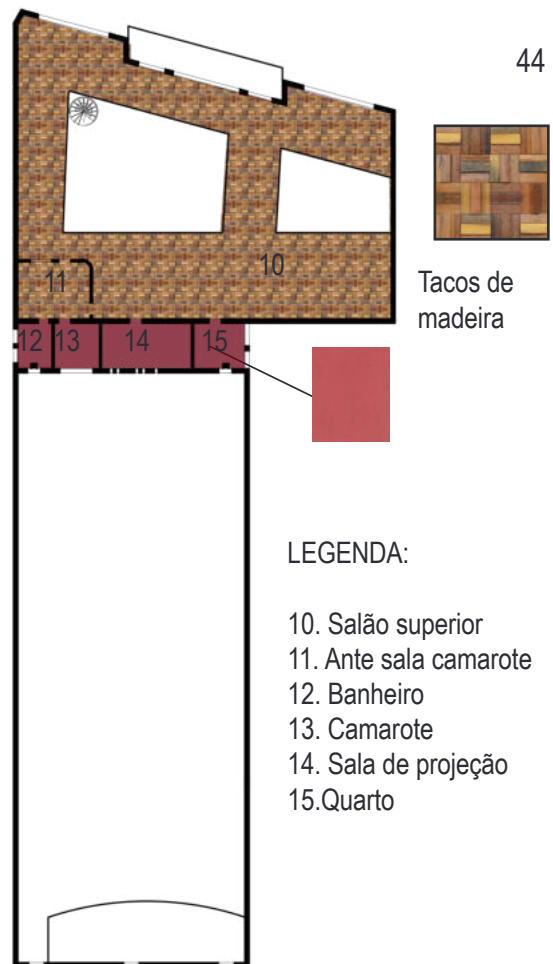 44
Tacos de
madeira
10
11
12
13
14
15
LEGENDA:
10. Salão superior
11. Ante sala camarote
12. Banheiro
13. Camarote
14. Sala de projeção
15.Quarto